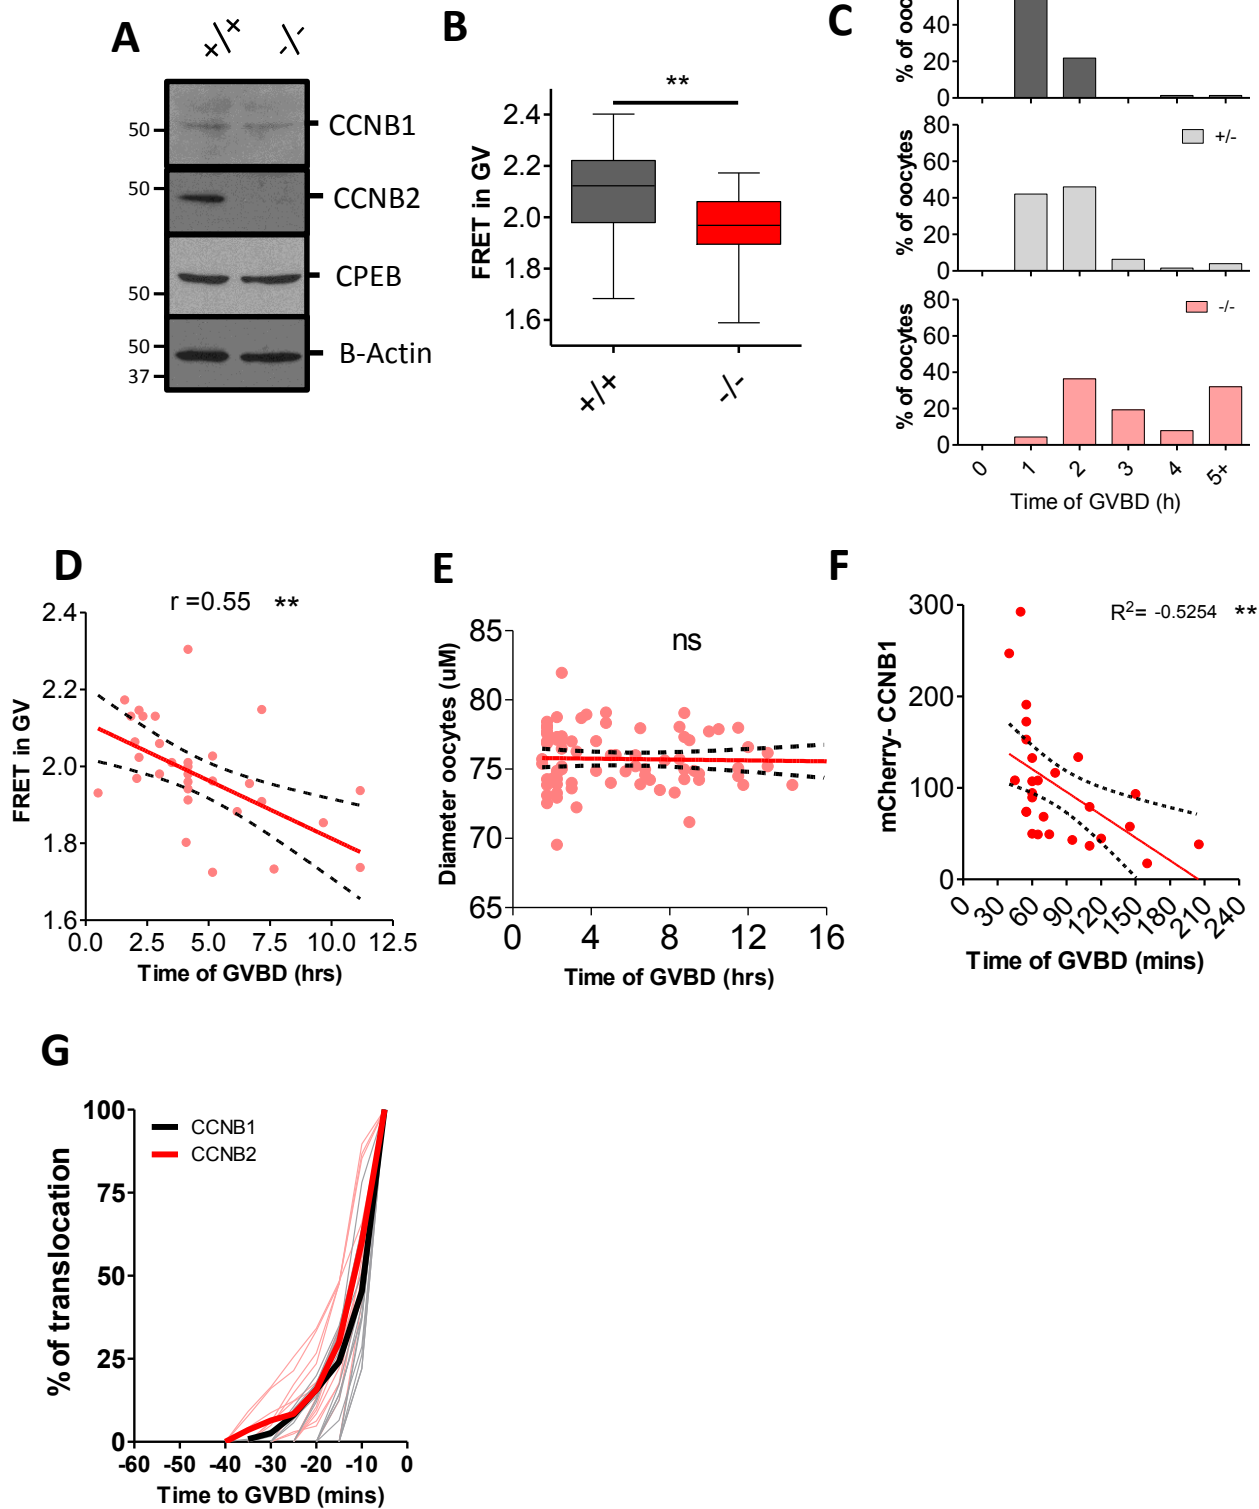 A
+/+
-/-
50
CCNB1
50
CCNB2
50
CPEB
50
37
B-Actin
B
**
FRET in GV
2.4
2.2
2.0
1.8
1.6
+/+
-/-
C
% of oocytes
40
20
0
% of oocytes
80
60
40
20
0
+/-
% of oocytes
80
60
40
20
0
-/-
0
1
2
3
4
5+
Time of GVBD (h)
D
r =0.55 **
FRET in GV
2.4
2.2
2.0
1.8
1.6
0.0
2.5
5.0
7.5
10.0
12.5
Time of GVBD (hrs)
E
ns
Diameter oocytes (uM)
85
80
75
70
65
0
4
8
12
16
Time of GVBD (hrs)
F
R2= -0.5254 **
mCherry- CCNB1
300
200
100
0
0
30
60
90
120
150
180
210
240
Time of GVBD (mins)
G
CCNB1
CCNB2
% of translocation
100
75
50
25
0
-60
-50
-40
-30
-20
-10
0
Time to GVBD (mins)